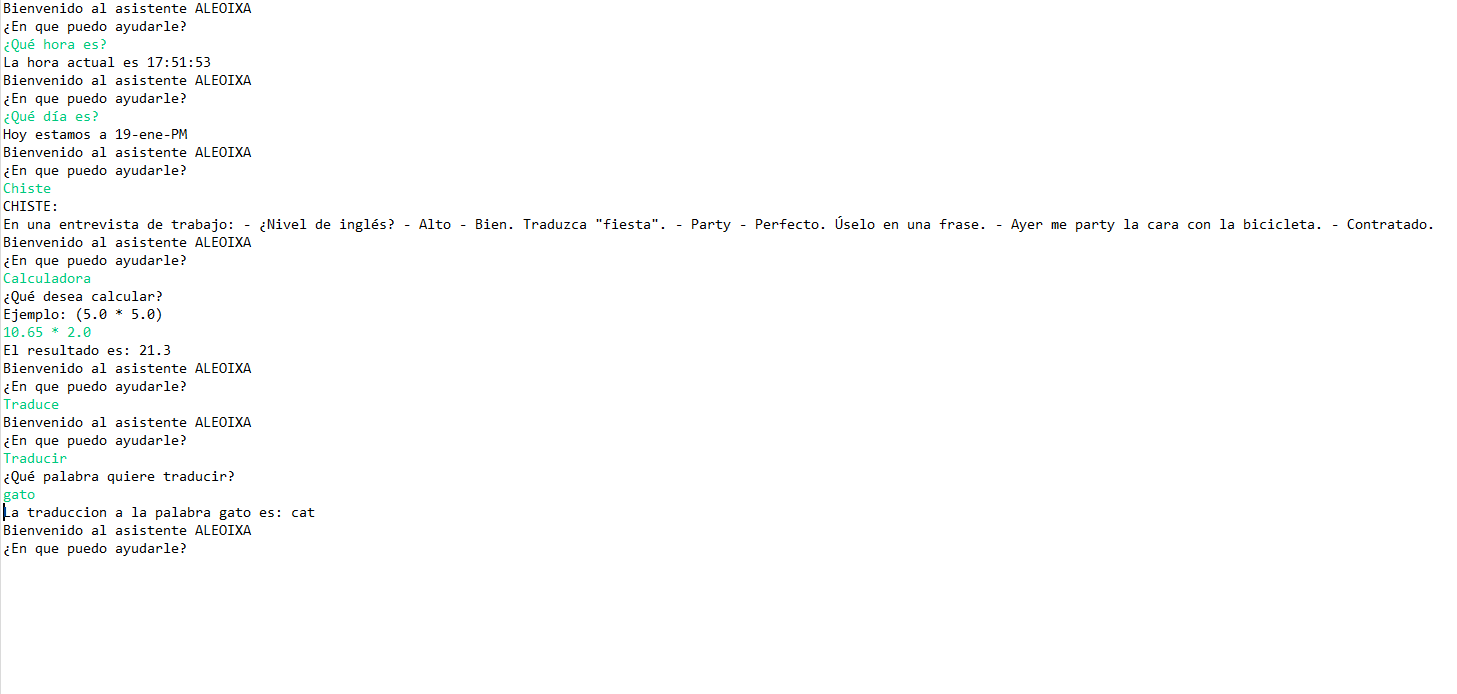 Bienvenido al asistente ALEOIXA
¿En que puedo ayudarle?
¿Qué hora es?
La hora actual es 17:51:53
Bienvenido al asistente ALEOIXA
¿En que puedo ayudarle?
¿Qué día es?
Hoy estamos a 19-ene-PM
Bienvenido al asistente ALEOIXA
¿En que puedo ayudarle?
Chiste
CHISTE:
En una entrevista de trabajo: - ¿Nivel de inglés? - Alto - Bien. Traduzca "fiesta". - Party - Perfecto. Úselo en una frase. - Ayer me party la cara con la bicicleta. - Contratado.
Bienvenido al asistente ALEOIXA
¿En que puedo ayudarle?
Calculadora
¿Qué desea calcular?
Ejemplo: (5.0 * 5.0)
10.65 * 2.0
El resultado es: 21.3
Bienvenido al asistente ALEOIXA
¿En que puedo ayudarle?
Traduce
Bienvenido al asistente ALEOIXA
¿En que puedo ayudarle?
Traducir
¿Qué palabra quiere traducir?
gato
La traduccion a la palabra gato es: cat
Bienvenido al asistente ALEOIXA
¿En que puedo ayudarle?